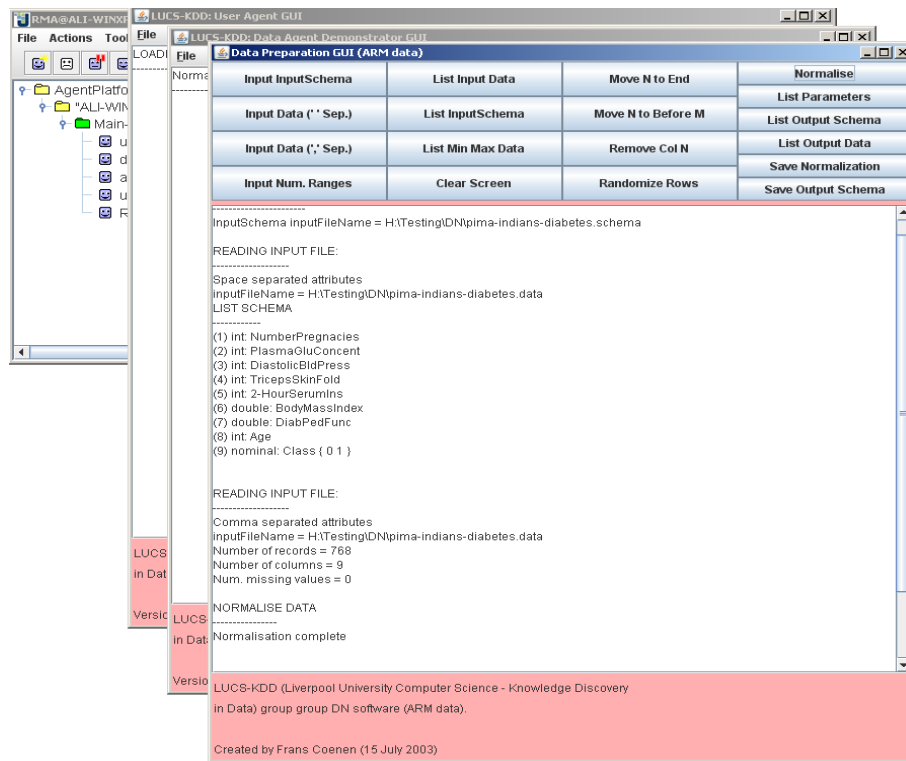 RMA@ALI-WINXP
File Actions Tool
AgentPlatfo
"ALI-WIN
Main-
u
d
a
u
R
LUCS-KDD: User Agent GUI
File
LOADI
--------
LUCS
in Dat
Versio
LUCS-KDD: Data Agent Demonstrator GUI
File
Norma
--------
LUCS-
in Data
Versio
Data Preparation GUI (ARM data)
Input InputSchema
List Input Data
Move N to End
Normalise
List Parameters
Input Data (' ' Sep.)
List InputSchema
Move N to Before M
List Output Schema
Input Data (',' Sep.)
List Min Max Data
Remove Col N
List Output Data
Save Normalization
Input Num. Ranges
Clear Screen
Randomize Rows
Save Output Schema
----------------------
InputSchema inputFileName = H:\Testing\DN\pima-indians-diabetes.schema
READING INPUT FILE:
-------------------
Space separated attributes
inputFileName = H:\Testing\DN\pima-indians-diabetes.data
LIST SCHEMA
------------
(1) int: NumberPregnacies
(2) int: PlasmaGluConcent
(3) int: DiastolicBldPress
(4) int: TricepsSkinFold
(5) int: 2-HourSerumIns
(6) double: BodyMassIndex
(7) double: DiabPedFunc
(8) int: Age
(9) nominal: Class { 0 1 }
READING INPUT FILE:
-------------------
Comma separated attributes
inputFileName = H:\Testing\DN\pima-indians-diabetes.data
Number of records = 768
Number of columns = 9
Num. missing values = 0
NORMALISE DATA
----------------
Normalisation complete
LUCS-KDD (Liverpool University Computer Science - Knowledge Discovery
in Data) group group DN software (ARM data).
Created by Frans Coenen (15 July 2003)